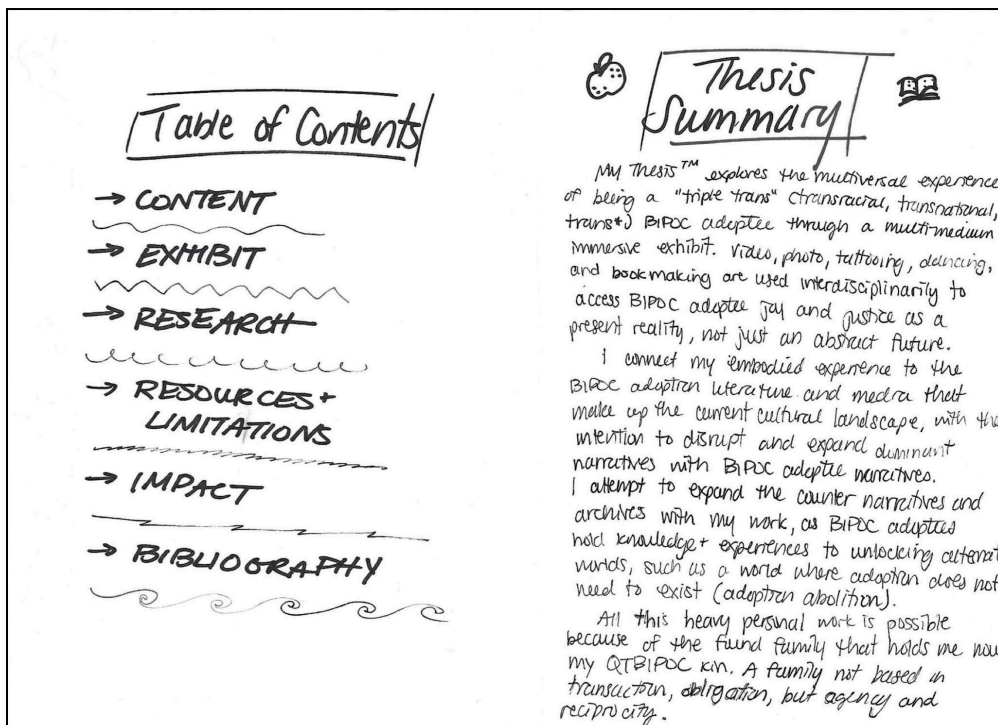 Table of Contents
→ CONTENT
→ EXHIBIT
→ RESEARCH
→ RESOURCES +
LIMITATIONS
→ IMPACT
→ BIBLIOGRAPHY
Thesis
Summary
My Thesis™ explores the multiversal experience
of being a "triple trans" (transracial, transnational,
trans*) BIPOC adoptee through a multi-medium
immersive exhibit. Video, photo, tattooing, dancing,
and bookmaking are used interdisciplinarily to
access BIPOC adoptee joy and justice as a
present reality, not just an abstract future.
I connect my embodied experience to the
BIPOC adoption literature and media that
make up the current cultural landscape, with the
intention to disrupt and expand dominant
narratives with BIPOC adoptee narratives.
I attempt to expand the counter narratives and
archives with my work, as BIPOC adoptees
hold knowledge + experiences to unlocking alternat
worlds, such as a world where adoption does not
need to exist (adoption abolition).
All this heavy personal work is possible
because of the found family that holds me now
my QTBIPOC kin. A family not based in
transaction, obligation, but agency and
reciprocity.